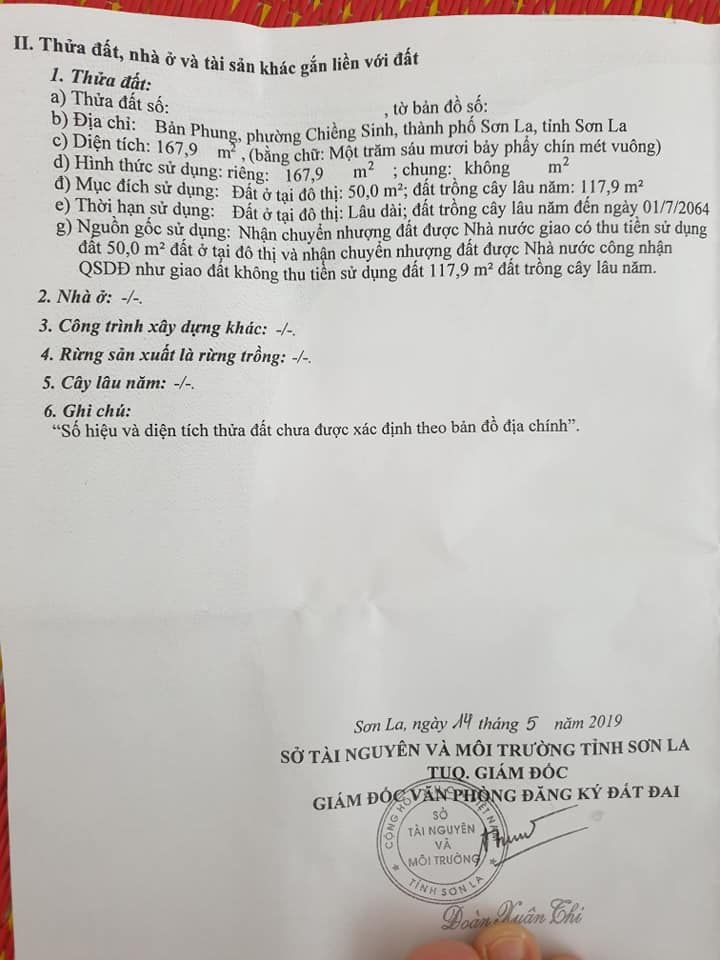 II. Thửa đất, nhà ở và tài sản khác gắn liền với đất
1. Thửa đất:
a) Thửa đất số: , tờ bản đồ số:
b) Địa chỉ: Bản Phung, phường Chiềng Sinh, thành phố Sơn La, tỉnh Sơn La
c) Diện tích: 167,9 m², (bằng chữ: Một trăm sáu mươi bảy phẩy chín mét vuông)
d) Hình thức sử dụng: riêng: 167,9 m² ; chung: không m²
đ) Mục đích sử dụng: Đất ở tại đô thị: 50,0 m²; đất trồng cây lâu năm: 117,9 m²
e) Thời hạn sử dụng: Đất ở tại đô thị: Lâu dài; đất trồng cây lâu năm đến ngày 01/7/2064
g) Nguồn gốc sử dụng: Nhận chuyển nhượng đất được Nhà nước giao có thu tiền sử dụng
đất 50,0 m² đất ở tại đô thị và nhận chuyển nhượng đất được Nhà nước công nhận
QSDĐ như giao đất không thu tiền sử dụng đất 117,9 m² đất trồng cây lâu năm.
2. Nhà ở: -/-.
3. Công trình xây dựng khác: -/-.
4. Rừng sản xuất là rừng trồng: -/-.
5. Cây lâu năm: -/-.
6. Ghi chú:
“Số hiệu và diện tích thửa đất chưa được xác định theo bản đồ địa chính”.
Sơn La, ngày 14 tháng 5 năm 2019
SỞ TÀI NGUYÊN VÀ MÔI TRƯỜNG TỈNH SƠN LA
TUQ. GIÁM ĐỐC
GIÁM ĐỐC VĂN PHÒNG ĐĂNG KÝ ĐẤT ĐAI
SỞ
TÀI NGUYÊN
VÀ
MÔI TRƯỜNG
TỈNH SƠN LA
Đoàn Xuân Thi